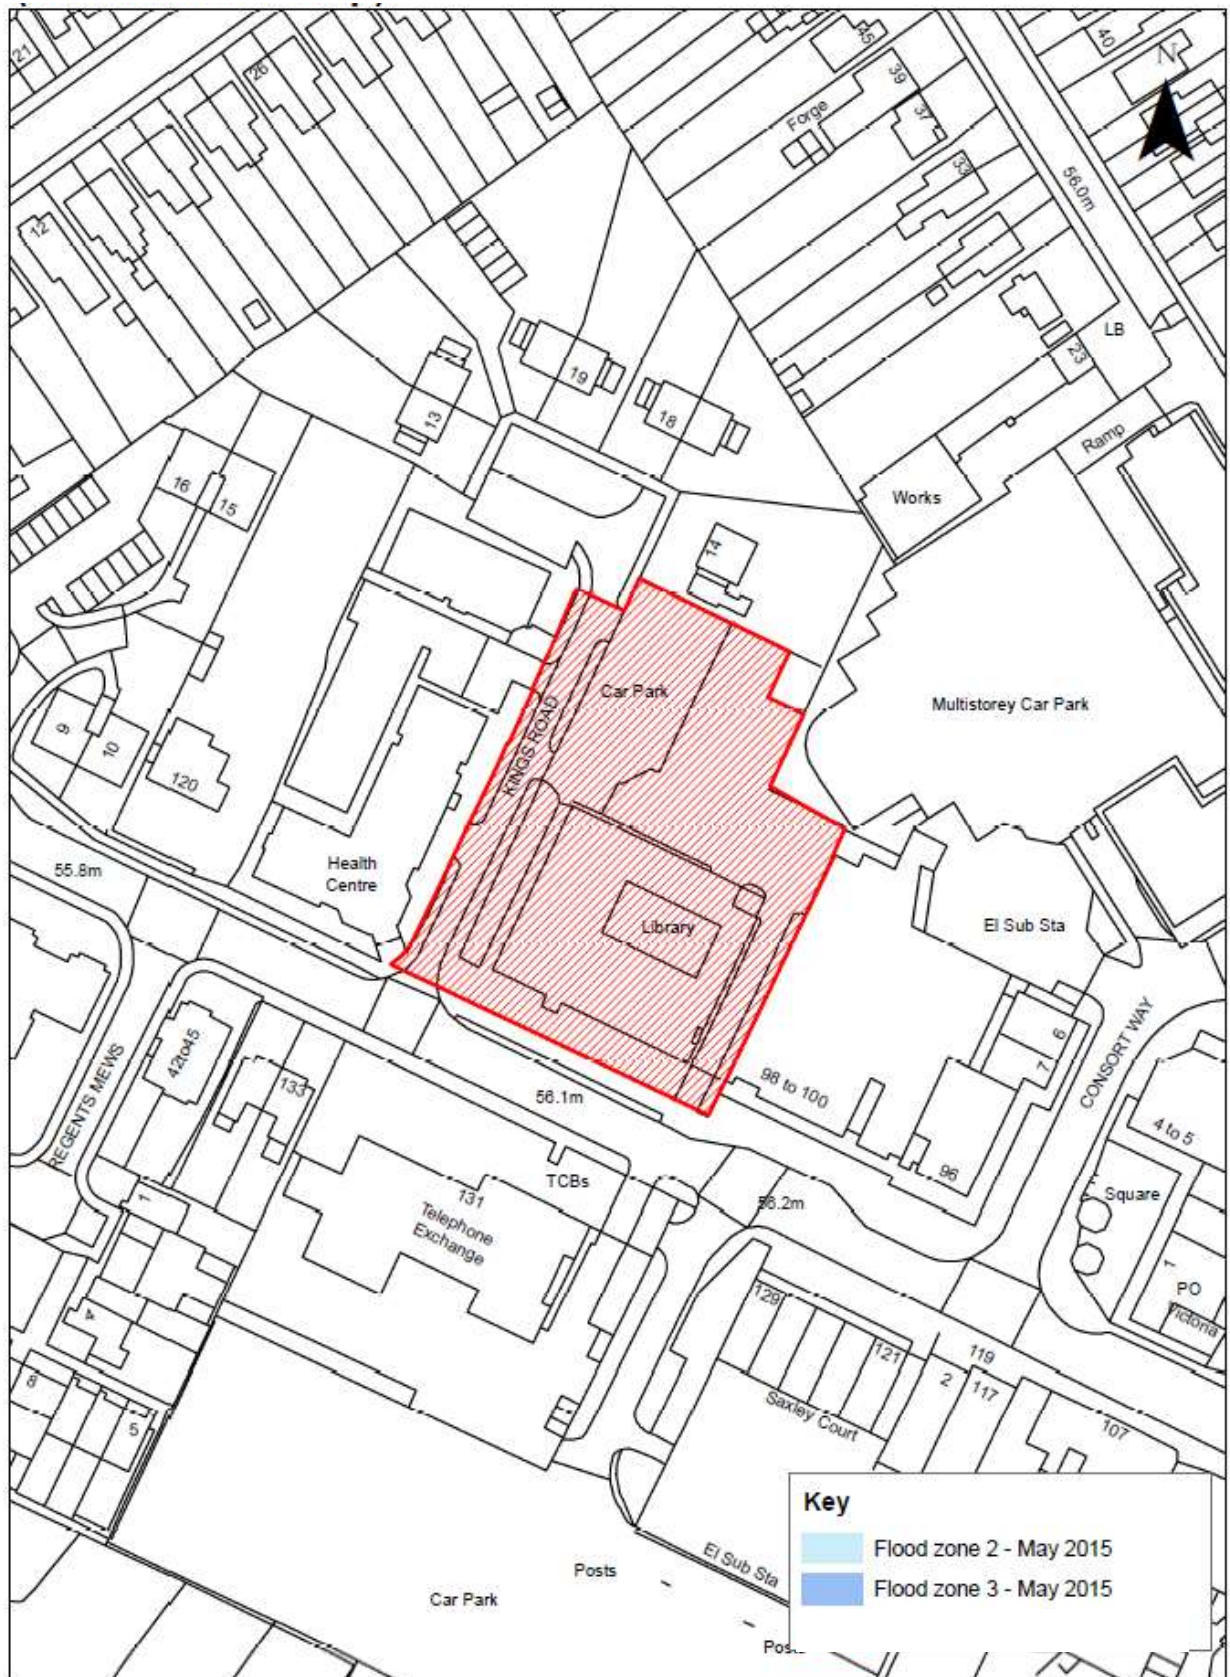 21
26
45
40
N
39
Forge
37
33
56.0m
12
LB
23
19
13
18
Ramp
16
15
Works
14
Car Park
Multistorey Car Park
KINGS ROAD
9
10
120
Health
Centre
55.8m
Library
El Sub Sta
REGENTS MEWS
42to45
133
56.1m
98 to 100
6
7
CONSORT WAY
4 to 5
96
TCBs
131
Telephone
Exchange
56.2m
Square
1
1
PO
Victoria
4
129
121
119
2
117
107
8
5
Saxley Court
Key
Flood zone 2 - May 2015
Flood zone 3 - May 2015
El Sub Sta
Posts
Car Park